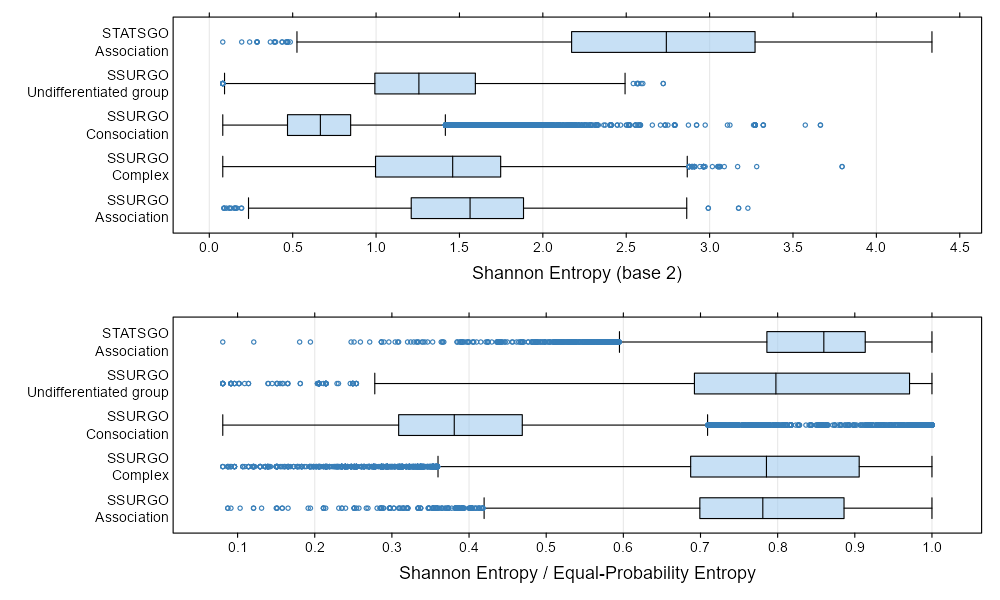 STATSGO
Association
SSURGO
Undifferentiated group
SSURGO
Consociation
SSURGO
Complex
SSURGO
Association
0.0 0.5 1.0 1.5 2.0 2.5 3.0 3.5 4.0 4.5
Shannon Entropy (base 2)
STATSGO
Association
SSURGO
Undifferentiated group
SSURGO
Consociation
SSURGO
Complex
SSURGO
Association
0.1 0.2 0.3 0.4 0.5 0.6 0.7 0.8 0.9 1.0
Shannon Entropy / Equal-Probability Entropy